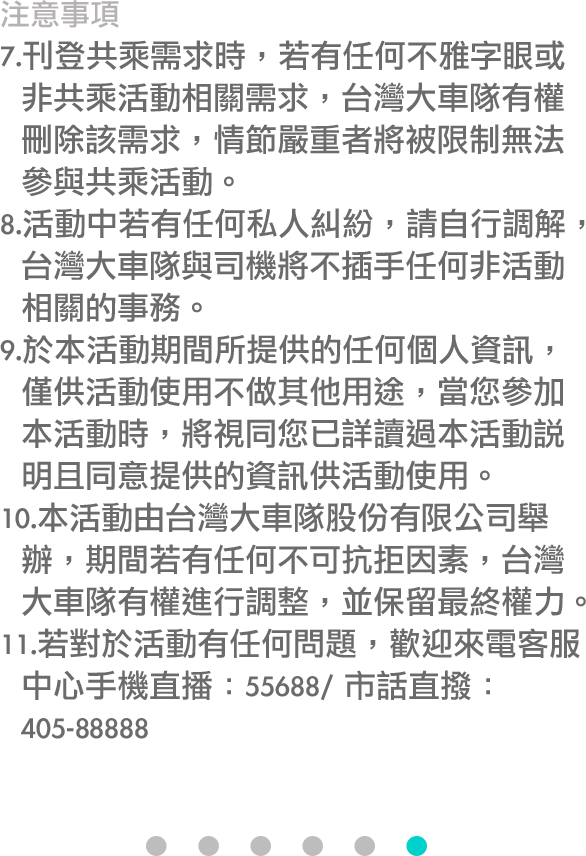 注意事項
7.刊登共乘需求時，若有任何不雅字眼或
非共乘活動相關需求，台灣大車隊有權
刪除該需求，情節嚴重者將被限制無法
參與共乘活動。
8.活動中若有任何私人糾紛，請自行調解，
台灣大車隊與司機將不插手任何非活動
相關的事務。
9.於本活動期間所提供的任何個人資訊，
僅供活動使用不做其他用途，當您參加
本活動時，將視同您已詳讀過本活動說
明且同意提供的資訊供活動使用。
10.本活動由台灣大車隊股份有限公司舉
辦，期間若有任何不可抗拒因素，台灣
大車隊有權進行調整，並保留最終權力。
11.若對於活動有任何問題，歡迎來電客服
中心手機直播：55688/ 市話直撥：
405-88888